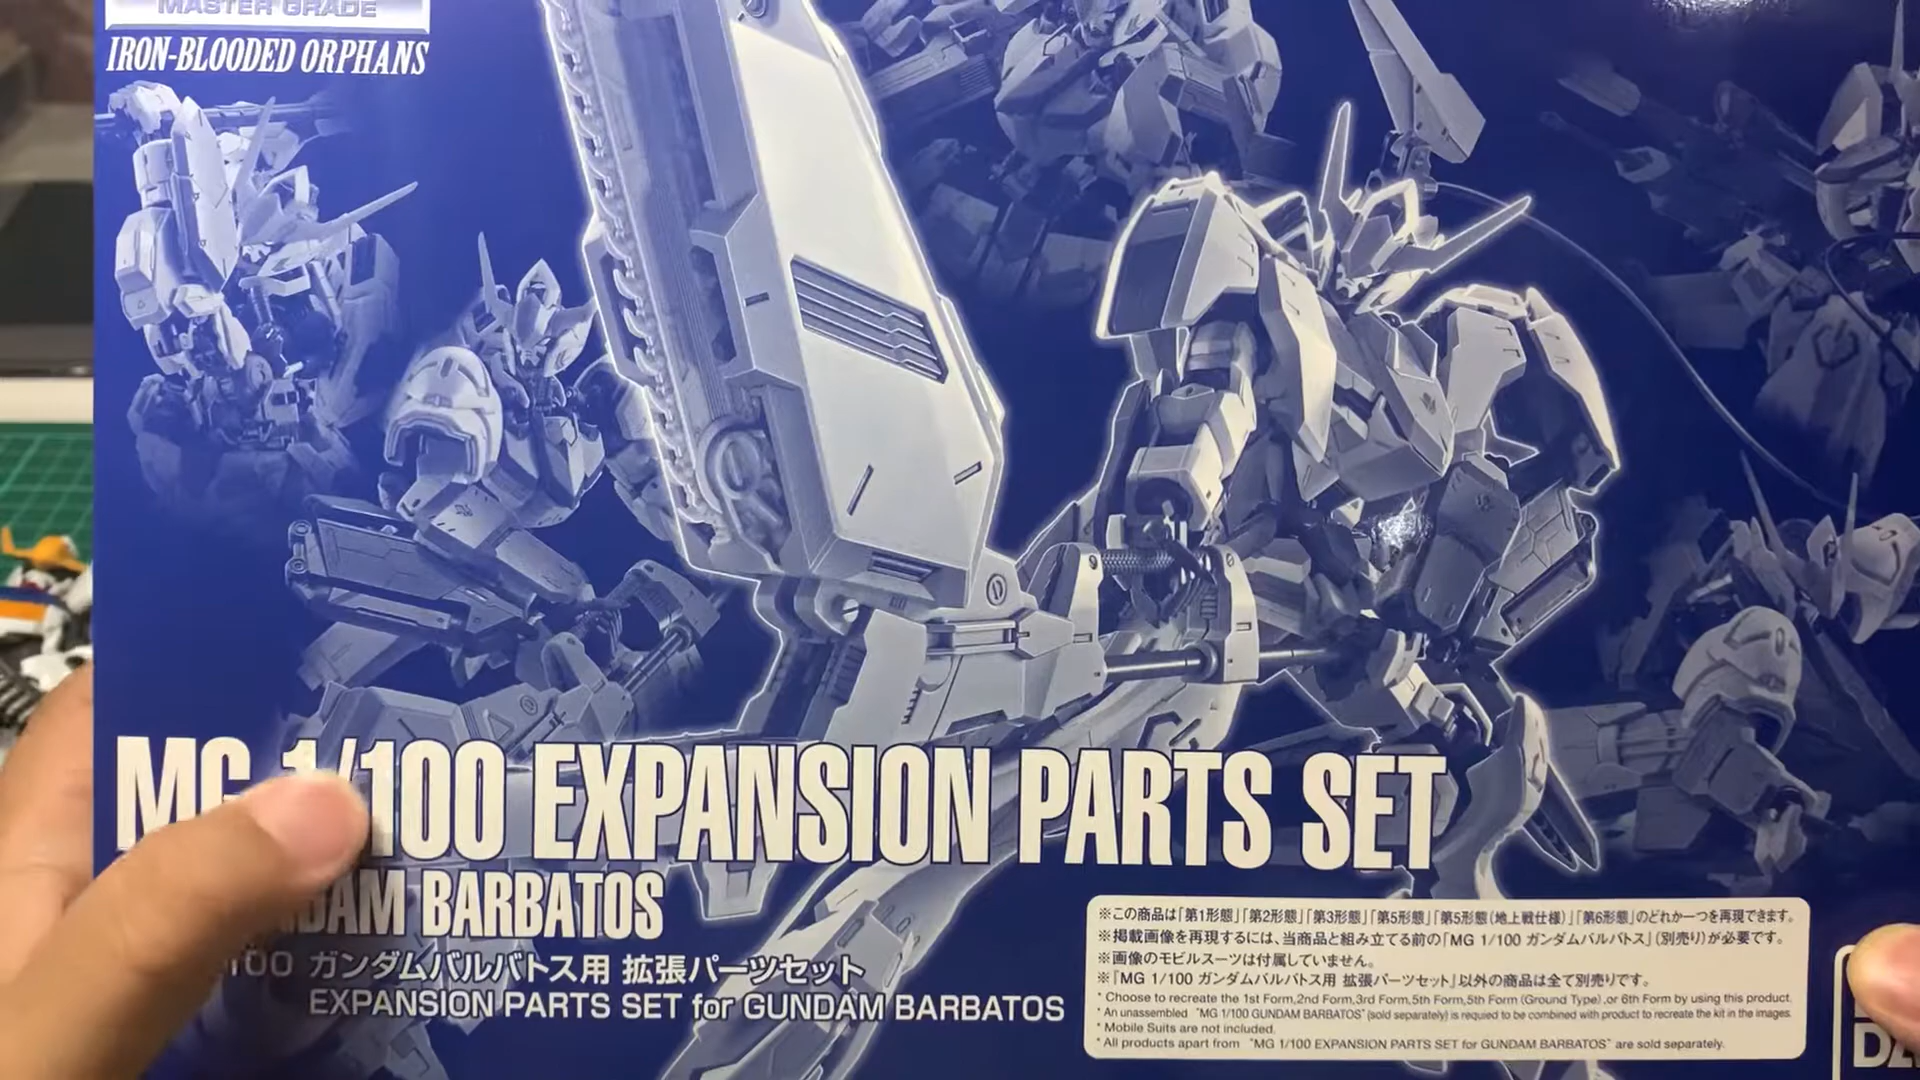 MASTER GRADE
IRON-BLOODED ORPHANS
1/100 EXPANSION PARTS SET
BARBATOS
ガンダムバルバトス用 拡張パーツセット
EXPANSION PARTS SET for GUNDAM BARBATOS
※この商品は「第1形態」「第2形態」「第3形態」「第5形態」「第5形態(地上戦仕様)」「第6形態」のどれか一つを再現できます。
※掲載画像を再現するには、当商品と組み立てる前の「MG 1/100 ガンダムバルバトス」(別売り)が必要です。
※画像のモビルスーツは付属していません。
※『MG 1/100 ガンダムバルバトス用 拡張パーツセット』以外の商品は全て別売りです。
* Choose to recreate the 1st Form,2nd Form,3rd Form,5th Form,5th Form (Ground Type) ,or 6th Form by using this product.
* An unassembled "MG 1/100 GUNDAM BARBATOS" (sold separately) is requied to be combined with product to recreate the kit in the images.
* Mobile Suits are not included.
* All products apart from "MG 1/100 EXPANSION PARTS SET for GUNDAM BARBATOS" are sold separately.